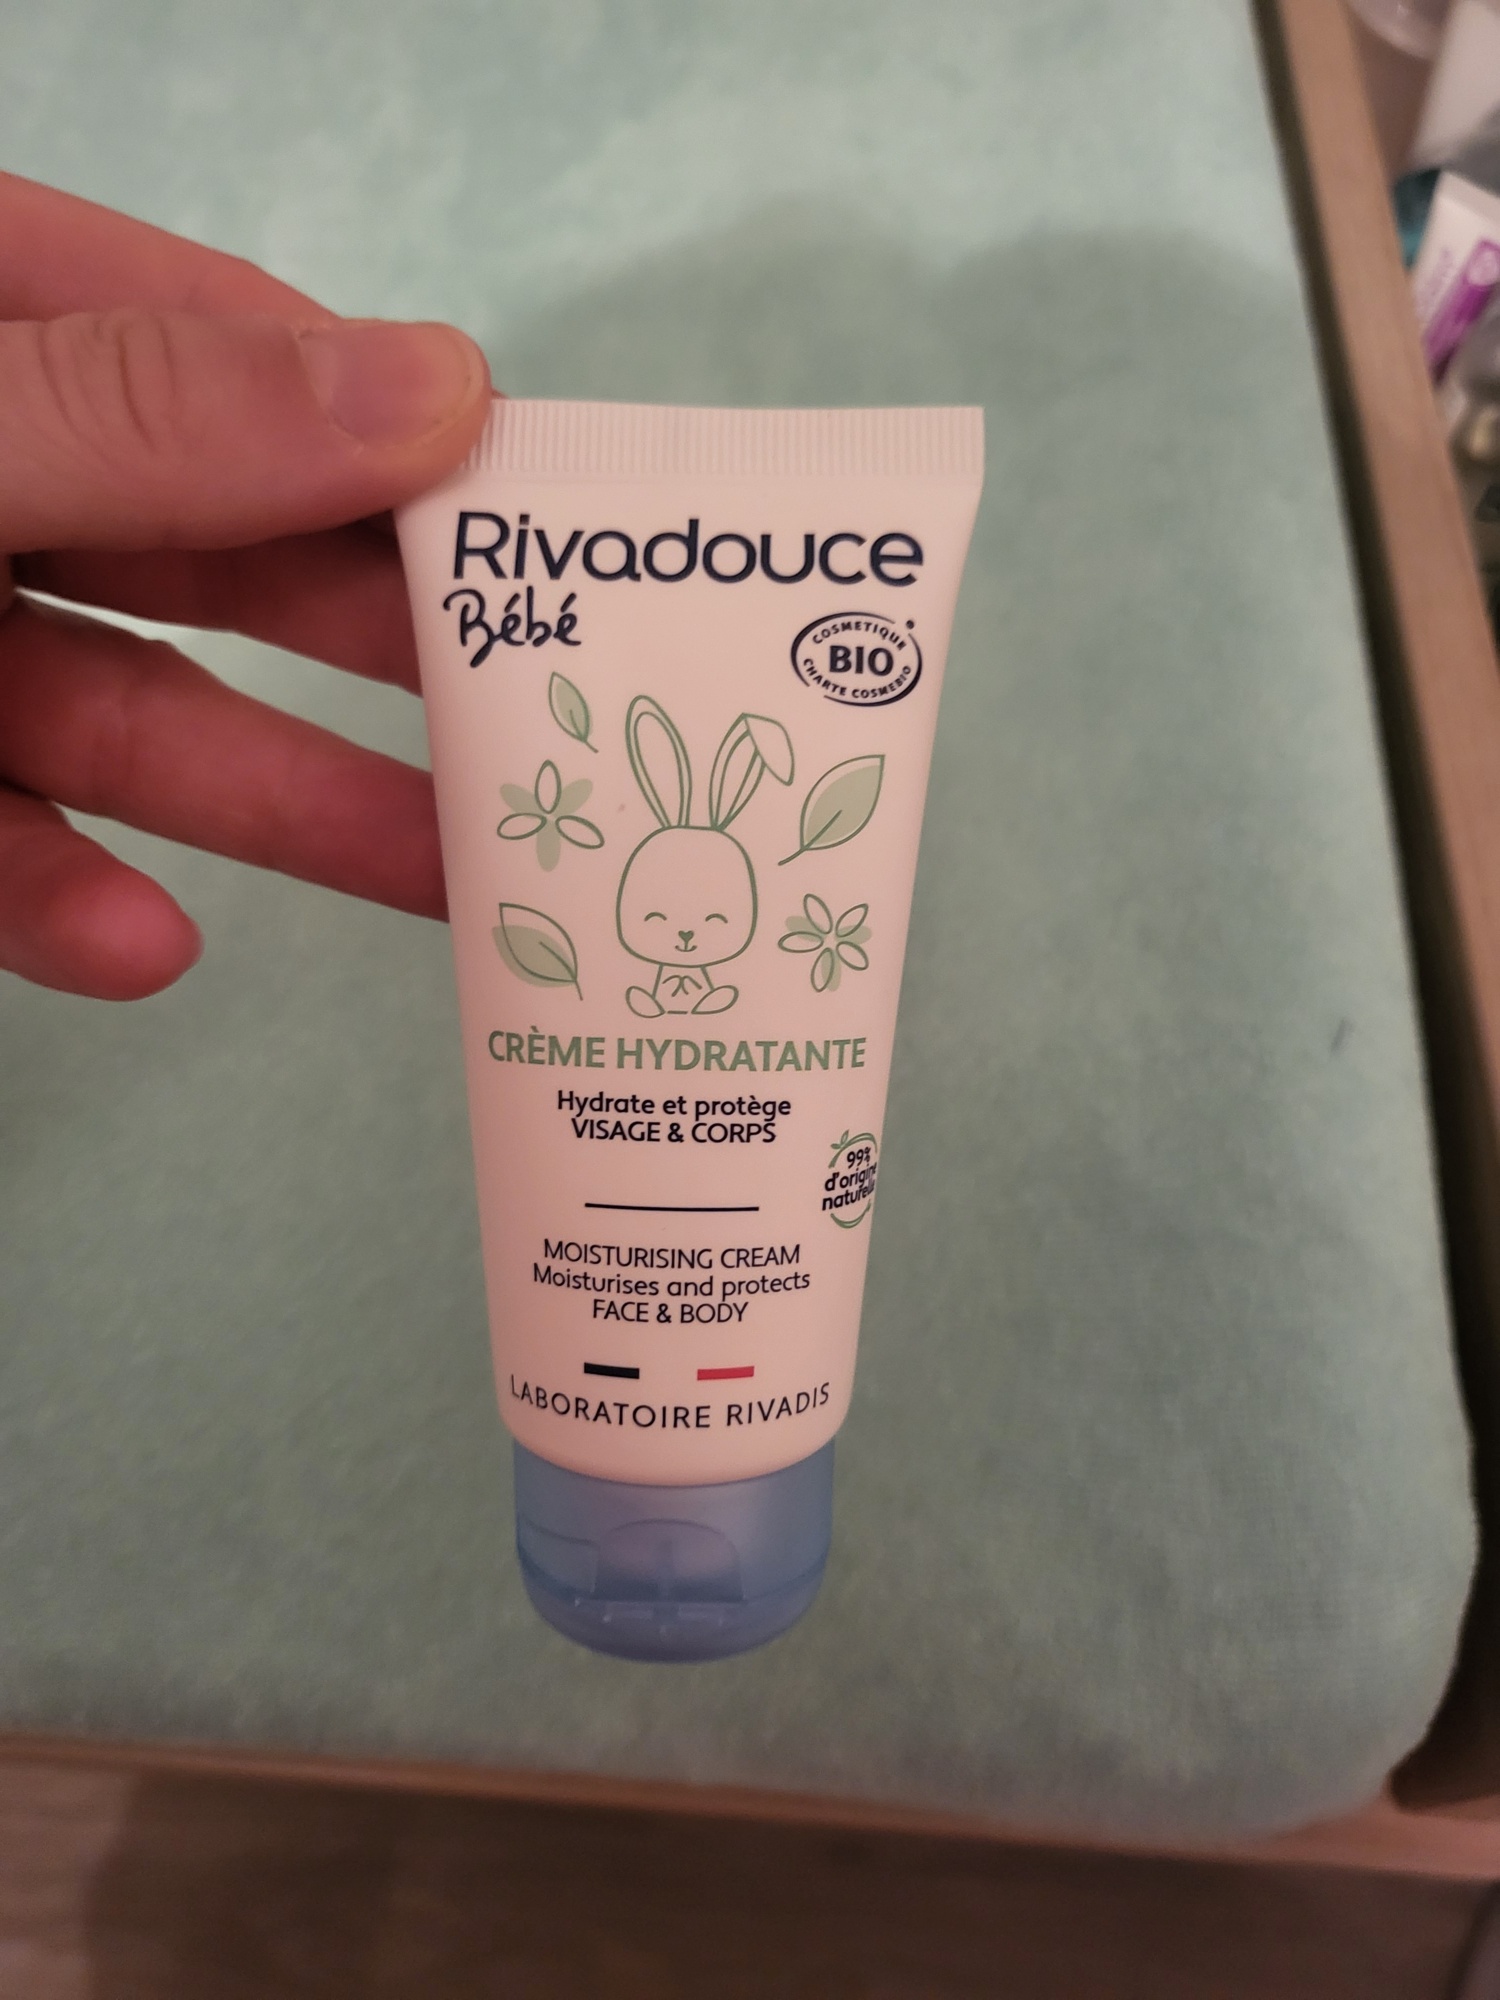 Rivadouce
Bébé
COSMETIQUE
BIO
CHARTE COSMEBIO
CRÈME HYDRATANTE
Hydrate et protège
VISAGE & CORPS
99%
d'origine
naturelle
MOISTURISING CREAM
Moisturises and protects
FACE & BODY
LABORATOIRE RIVADIS